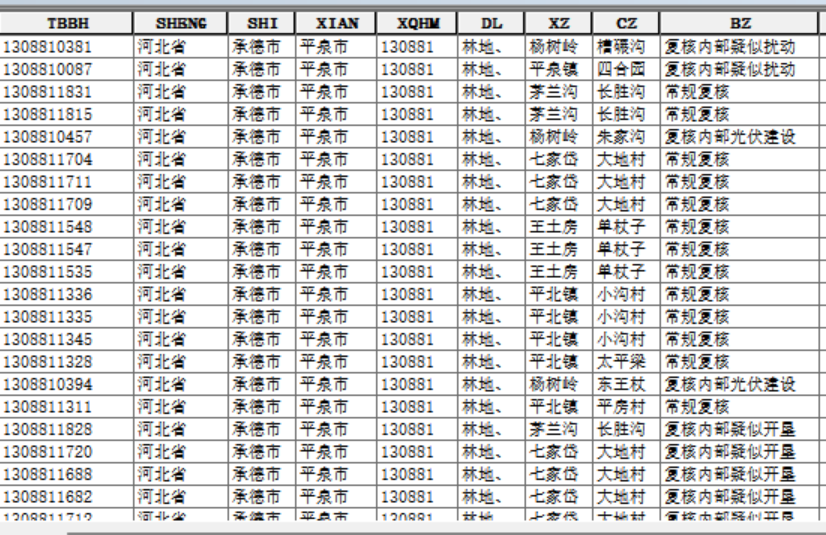 TBBH SHENG SHI XIAN XQHM DL XZ CZ BZ
1308810381 河北省 承德市 平泉市 130881 林地、 杨树岭 槽碾沟 复核内部疑似扰动
1308810087 河北省 承德市 平泉市 130881 林地、 平泉镇 四合园 复核内部疑似扰动
1308811831 河北省 承德市 平泉市 130881 林地、 茅兰沟 长胜沟 常规复核
1308811815 河北省 承德市 平泉市 130881 林地、 茅兰沟 长胜沟 常规复核
1308810457 河北省 承德市 平泉市 130881 林地、 杨树岭 朱家沟 复核内部光伏建设
1308811704 河北省 承德市 平泉市 130881 林地、 七家岱 大地村 常规复核
1308811711 河北省 承德市 平泉市 130881 林地、 七家岱 大地村 常规复核
1308811709 河北省 承德市 平泉市 130881 林地、 七家岱 大地村 常规复核
1308811548 河北省 承德市 平泉市 130881 林地、 王土房 单杖子 常规复核
1308811547 河北省 承德市 平泉市 130881 林地、 王土房 单杖子 常规复核
1308811535 河北省 承德市 平泉市 130881 林地、 王土房 单杖子 常规复核
1308811336 河北省 承德市 平泉市 130881 林地、 平北镇 小沟村 常规复核
1308811335 河北省 承德市 平泉市 130881 林地、 平北镇 小沟村 常规复核
1308811345 河北省 承德市 平泉市 130881 林地、 平北镇 小沟村 常规复核
1308811328 河北省 承德市 平泉市 130881 林地、 平北镇 太平梁 常规复核
1308810394 河北省 承德市 平泉市 130881 林地、 杨树岭 东王杖 复核内部光伏建设
1308811311 河北省 承德市 平泉市 130881 林地、 平北镇 平房村 常规复核
1308811828 河北省 承德市 平泉市 130881 林地、 茅兰沟 长胜沟 复核内部疑似开垦
1308811720 河北省 承德市 平泉市 130881 林地、 七家岱 大地村 复核内部疑似开垦
1308811688 河北省 承德市 平泉市 130881 林地、 七家岱 大地村 复核内部疑似开垦
1308811682 河北省 承德市 平泉市 130881 林地、 七家岱 大地村 复核内部疑似开垦
1308811712 河北省 承德市 平泉市 130881 林地、 七家岱 大地村 复核内部疑似开垦